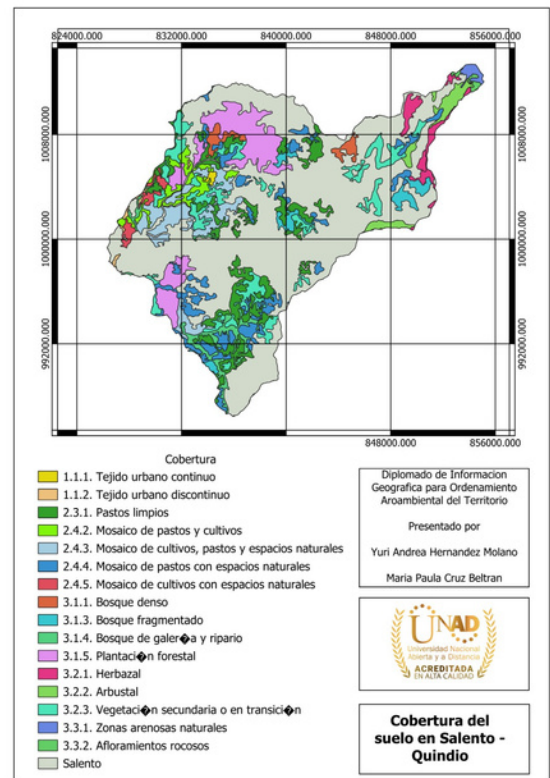 824000.000 832000.000 840000.000 848000.000 856000.000
1008000.000 1008000.000
1000000.000 1000000.000
992000.000 992000.000
848000.000 856000.000
Cobertura
1.1.1. Tejido urbano continuo
1.1.2. Tejido urbano discontinuo
2.3.1. Pastos limpios
2.4.2. Mosaico de pastos y cultivos
2.4.3. Mosaico de cultivos, pastos y espacios naturales
2.4.4. Mosaico de pastos con espacios naturales
2.4.5. Mosaico de cultivos con espacios naturales
3.1.1. Bosque denso
3.1.3. Bosque fragmentado
3.1.4. Bosque de galer�a y ripario
3.1.5. Plantaci�n forestal
3.2.1. Herbazal
3.2.2. Arbustal
3.2.3. Vegetaci�n secundaria o en transici�n
3.3.1. Zonas arenosas naturales
3.3.2. Afloramientos rocosos
Salento
Diplomado de Informacion
Geografica para Ordenamiento
Aroambiental del Territorio
Presentado por
Yuri Andrea Hernandez Molano
Maria Paula Cruz Beltran
UNAD
Universidad Nacional
Abierta y a Distancia
ACREDITADA
EN ALTA CALIDAD
Cobertura del
suelo en Salento -
Quindio